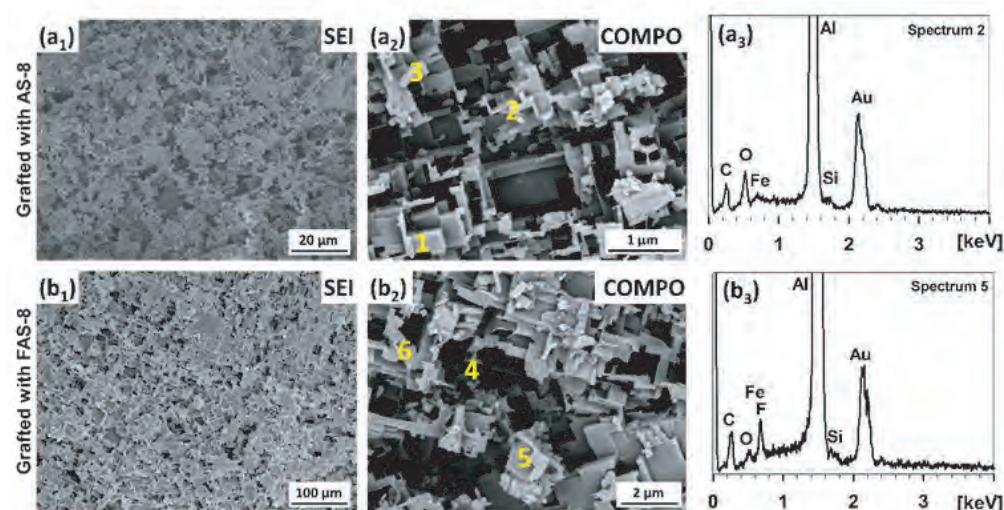 Grafted with AS-8
(a₁) SEI
20 μm
(a₂) COMPO
3
2
1
1 μm
(a₃) Al Spectrum 2
Au
C O Fe Si
0 1 2 3 [keV]
Grafted with FAS-8
(b₁) SEI
100 μm
(b₂) COMPO
6
4
5
2 μm
(b₃) Al Spectrum 5
Au
Fe
C O F Si
0 1 2 3 [keV]